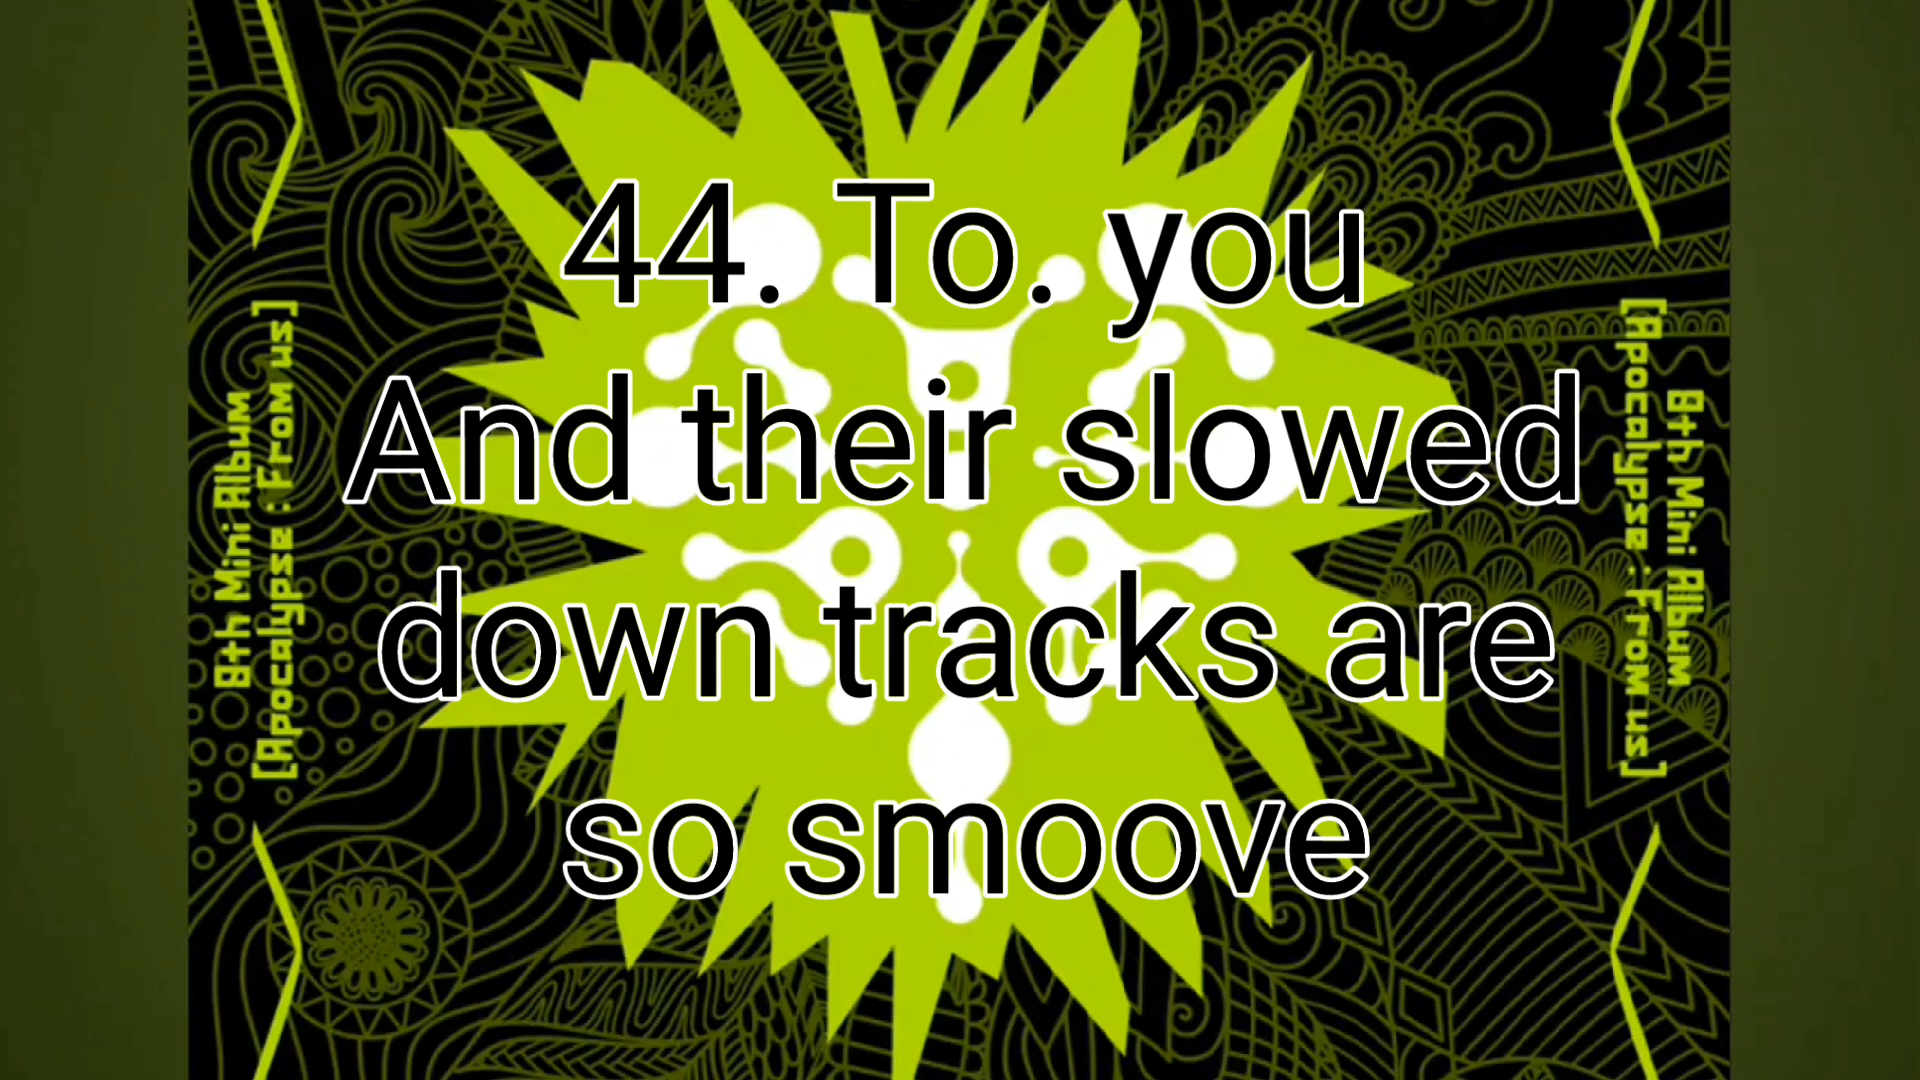 44. To. you
And their slowed
down tracks are
so smoove
8th Mini Album
[Apocalypse : From us]
8th Mini Album
[Apocalypse : From us]